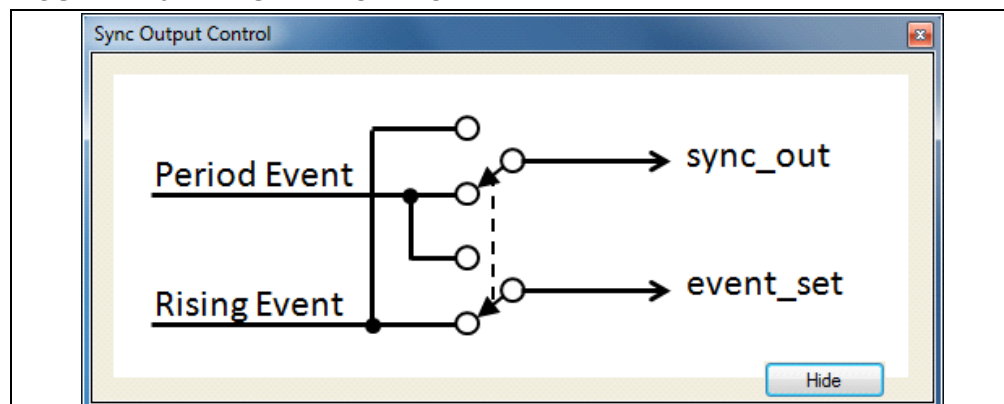 Sync Output Control
Period Event
sync_out
Rising Event
event_set
Hide